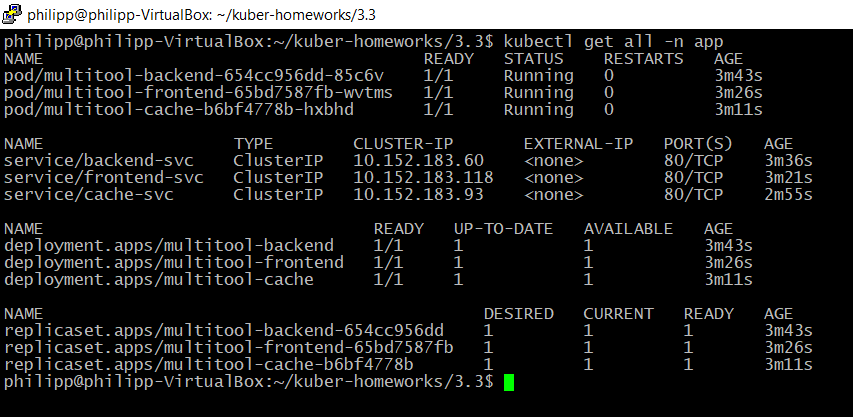 philipp@philipp-VirtualBox: ~/kuber-homeworks/3.3
philipp@philipp-VirtualBox:~/kuber-homeworks/3.3$ kubectl get all -n app
NAME READY STATUS RESTARTS AGE
pod/multitool-backend-654cc956dd-85c6v 1/1 Running 0 3m43s
pod/multitool-frontend-65bd7587fb-wvtms 1/1 Running 0 3m26s
pod/multitool-cache-b6bf4778b-hxbhd 1/1 Running 0 3m11s
NAME TYPE CLUSTER-IP EXTERNAL-IP PORT(S) AGE
service/backend-svc ClusterIP 10.152.183.60 <none> 80/TCP 3m36s
service/frontend-svc ClusterIP 10.152.183.118 <none> 80/TCP 3m21s
service/cache-svc ClusterIP 10.152.183.93 <none> 80/TCP 2m55s
NAME READY UP-TO-DATE AVAILABLE AGE
deployment.apps/multitool-backend 1/1 1 1 3m43s
deployment.apps/multitool-frontend 1/1 1 1 3m26s
deployment.apps/multitool-cache 1/1 1 1 3m11s
NAME DESIRED CURRENT READY AGE
replicaset.apps/multitool-backend-654cc956dd 1 1 1 3m43s
replicaset.apps/multitool-frontend-65bd7587fb 1 1 1 3m26s
replicaset.apps/multitool-cache-b6bf4778b 1 1 1 3m11s
philipp@philipp-VirtualBox:~/kuber-homeworks/3.3$